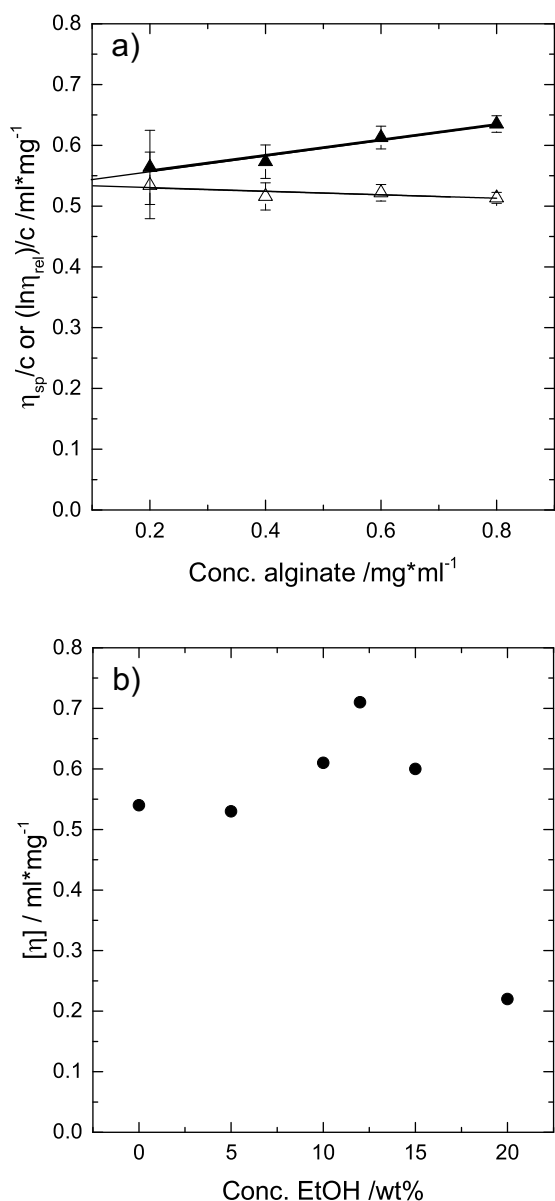 a)
0.8
0.7
0.6
0.5
0.4
0.3
0.2
0.1
0.0
η_sp/c or (lnη_rel)/c /ml*mg⁻¹
0.2 0.4 0.6 0.8
Conc. alginate /mg*ml⁻¹
b)
0.8
0.7
0.6
0.5
0.4
0.3
0.2
0.1
0.0
[η] / ml*mg⁻¹
0 5 10 15 20
Conc. EtOH /wt%